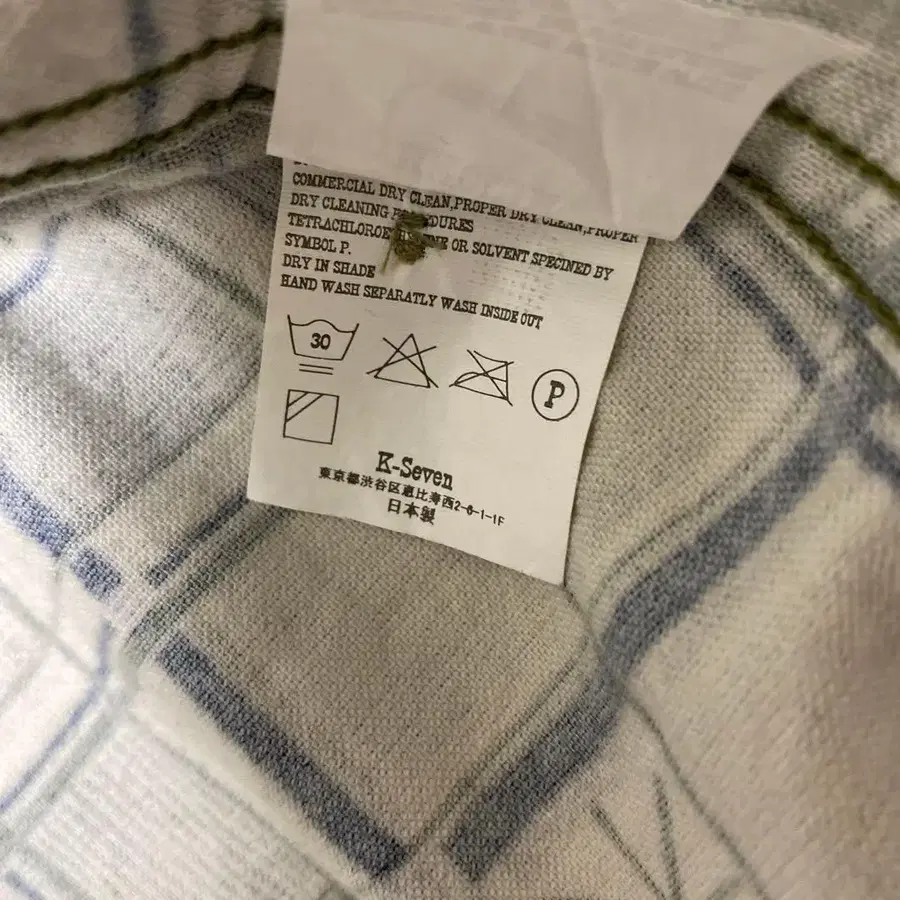 COMMERCIAL DRY CLEAN,PROPER DRY CLEAN,PROPER
DRY CLEANING PROCEDURES
TETRACHLOROETHYLENE OR SOLVENT SPECINED BY
SYMBOL P.
DRY IN SHADE
HAND WASH SEPARATLY WASH INSIDE OUT
30
P
K-Seven
東京都渋谷区恵比寿西2-6-1-1F
日本製